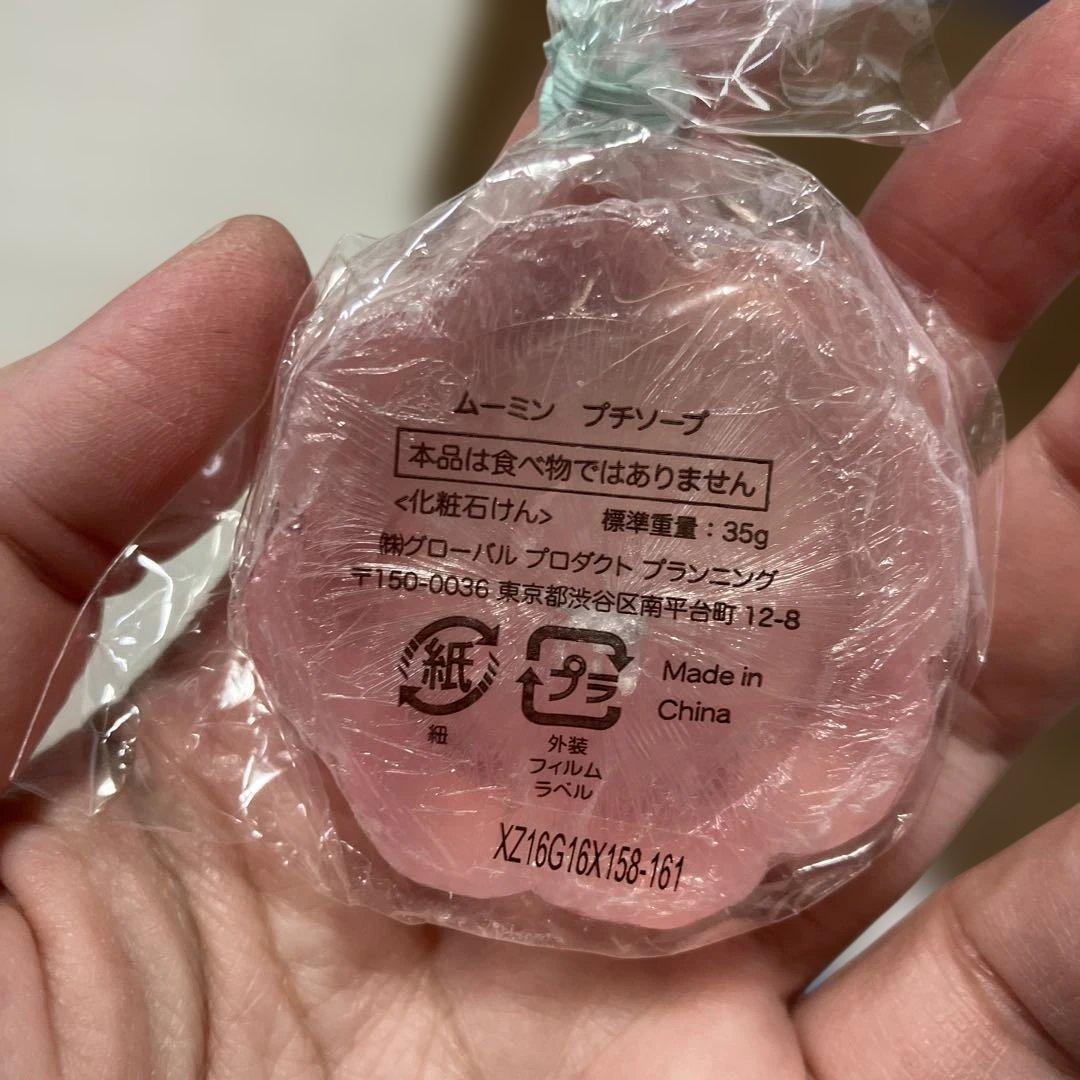 ムーミン　プチソープ
本品は食べ物ではありません
<化粧石けん>　標準重量：35g
㈱グローバル プロダクト プランニング
〒150-0036 東京都渋谷区南平台町 12-8
紙
紐
プラ
外装
フィルム
ラベル
Made in
China
XZ16G16X158-161